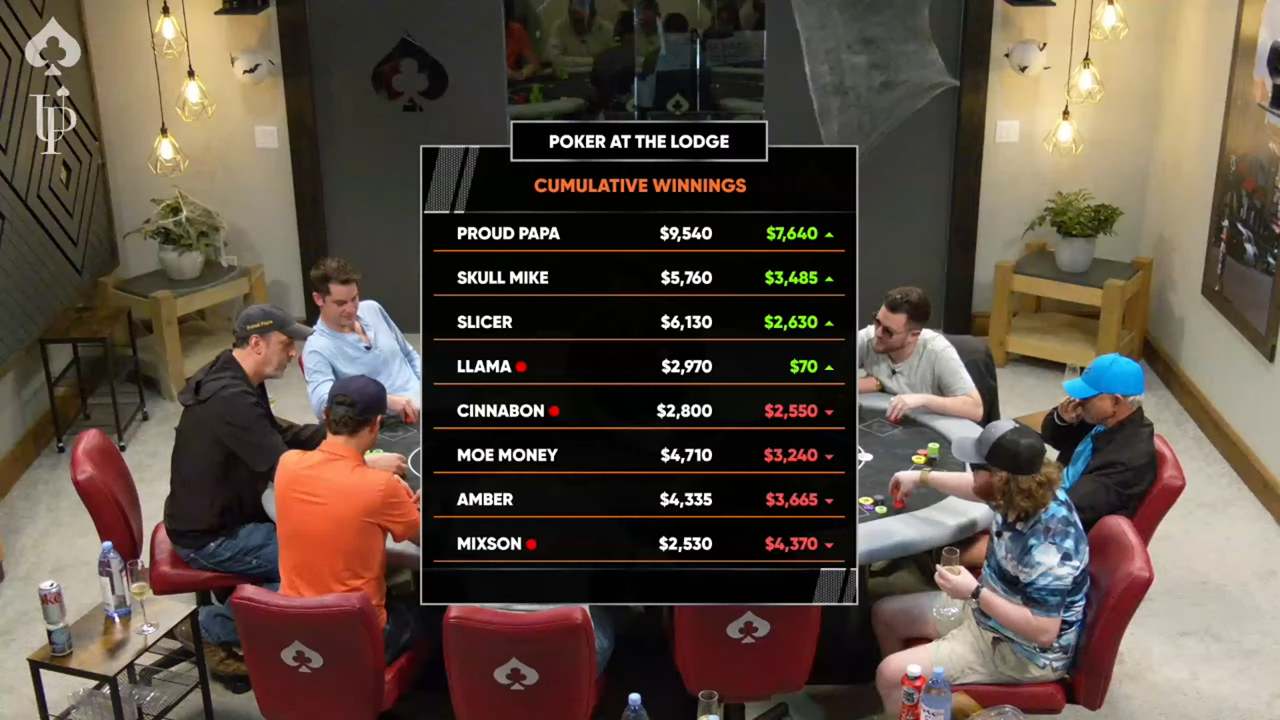 UP
POKER AT THE LODGE
CUMULATIVE WINNINGS
PROUD PAPA $9,540 $7,640
SKULL MIKE $5,760 $3,485
SLICER $6,130 $2,630
LLAMA $2,970 $70
CINNABON $2,800 $2,550
MOE MONEY $4,710 $3,240
AMBER $4,335 $3,665
MIXSON $2,530 $4,370